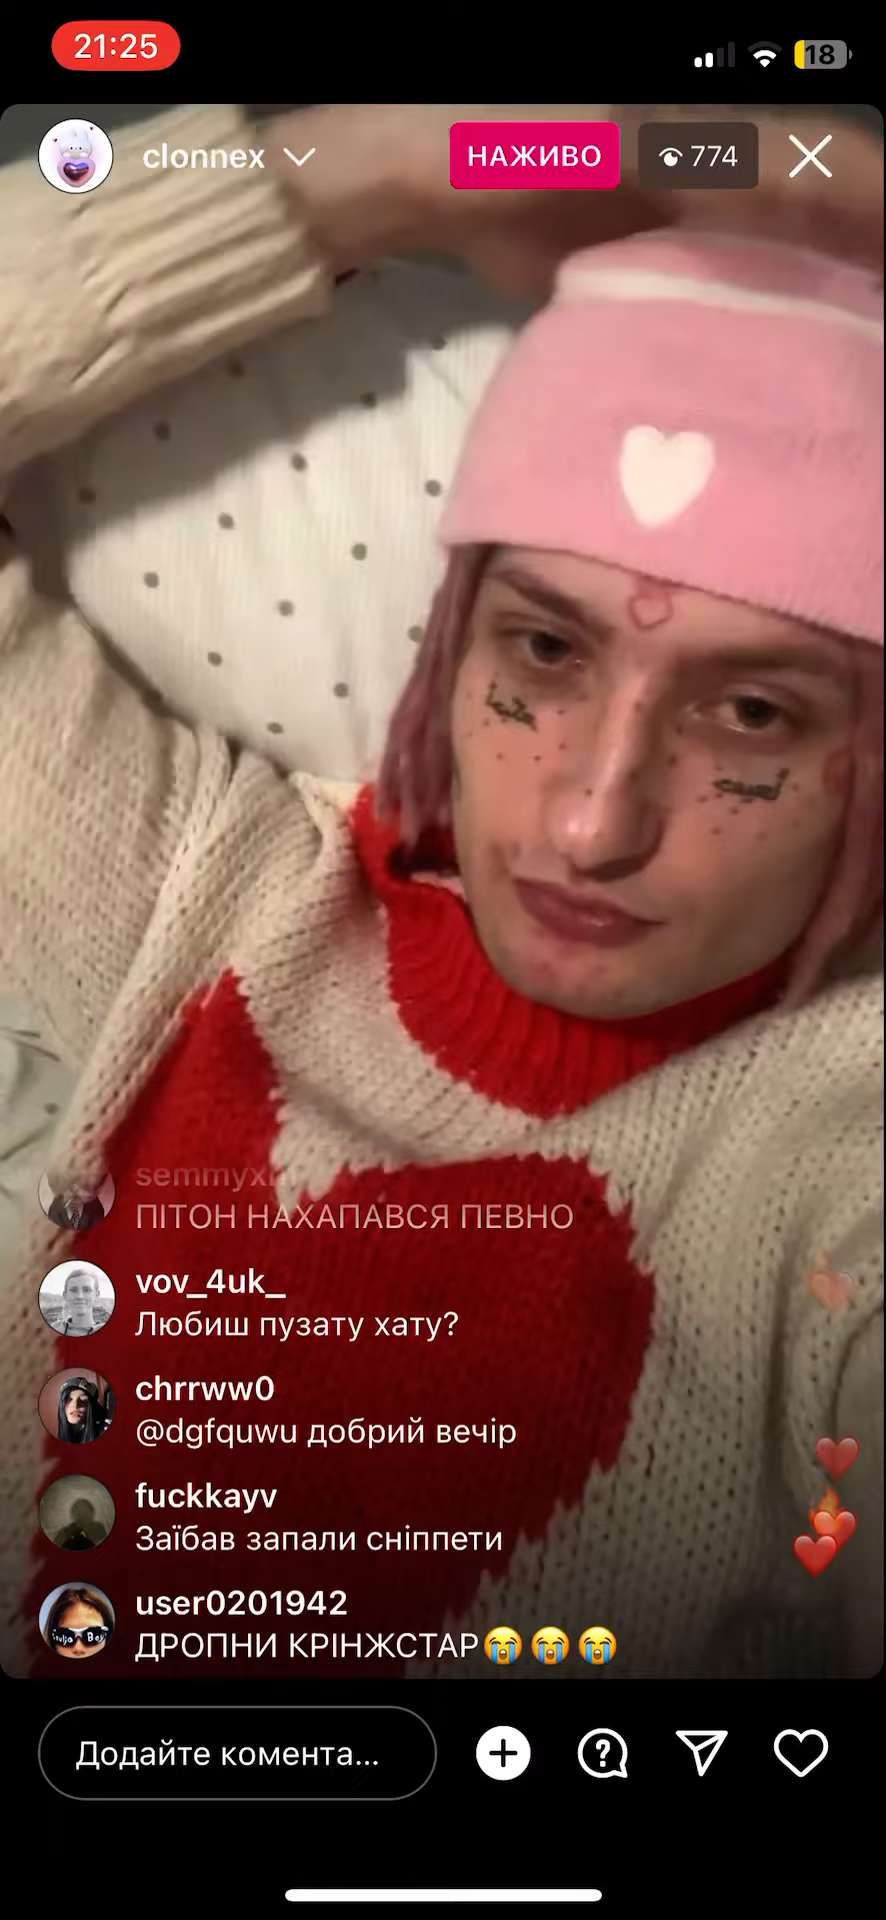 21:25
18
clonnex
НАЖИВО
774
ПІТОН НАХАПАВСЯ ПЕВНО
vov_4uk_
Любиш пузату хату?
chrrww0
@dgfquwu добрий вечір
fuckkayv
Заїбав запали сніппети
user0201942
ДРОПНИ КРІНЖСТАР😭😭😭
Додайте комента...